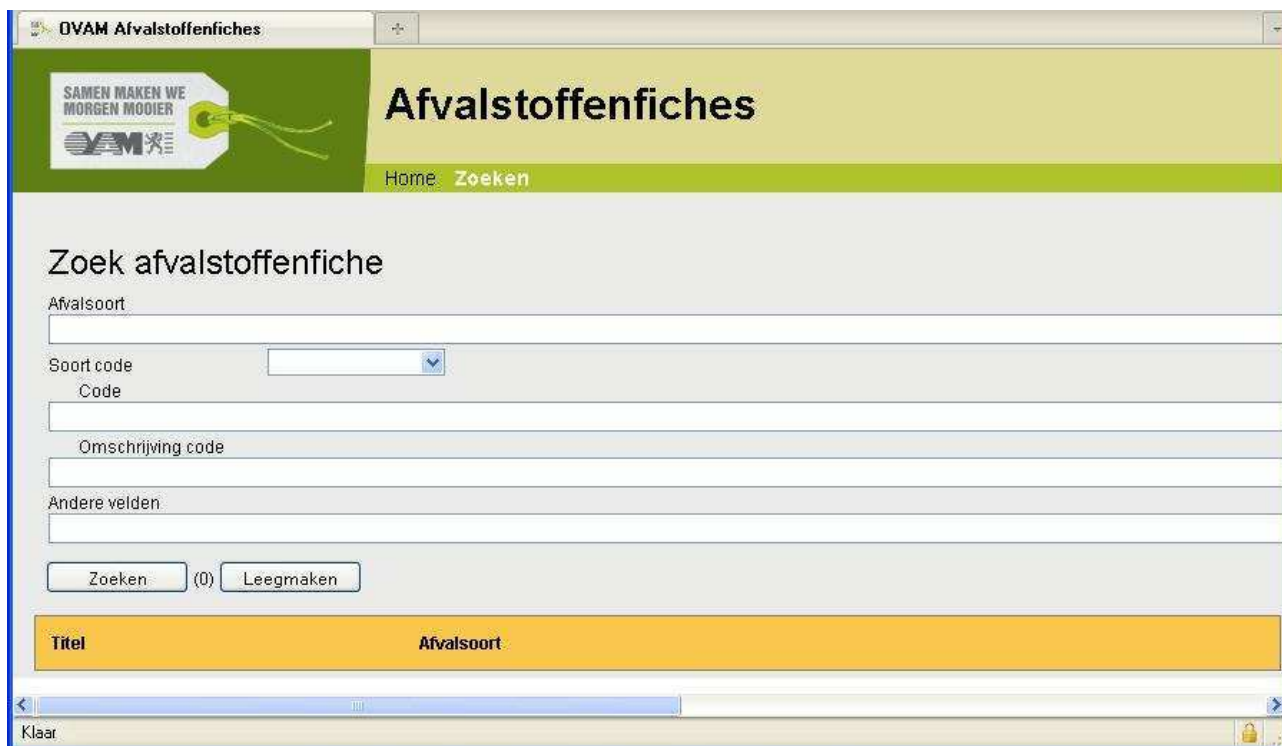 OVAM Afvalstoffenfiches
SAMEN MAKEN WE
MORGEN MOOIER
OVAM
Afvalstoffenfiches
Home Zoeken
Zoek afvalstoffenfiche
Afvalsoort
Soort code
Code
Omschrijving code
Andere velden
Zoeken (0) Leegmaken
Titel Afvalsoort
Klaar